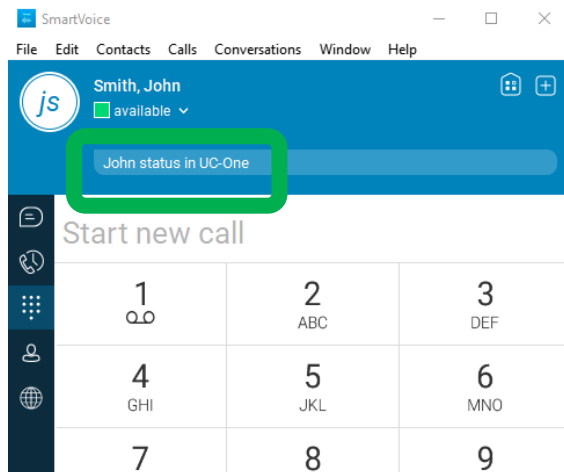 SmartVoice
File Edit Contacts Calls Conversations Window Help
js
Smith, John
available
John status in UC-One
Start new call
1 2 3
ABC DEF
4 5 6
GHI JKL MNO
7 8 9